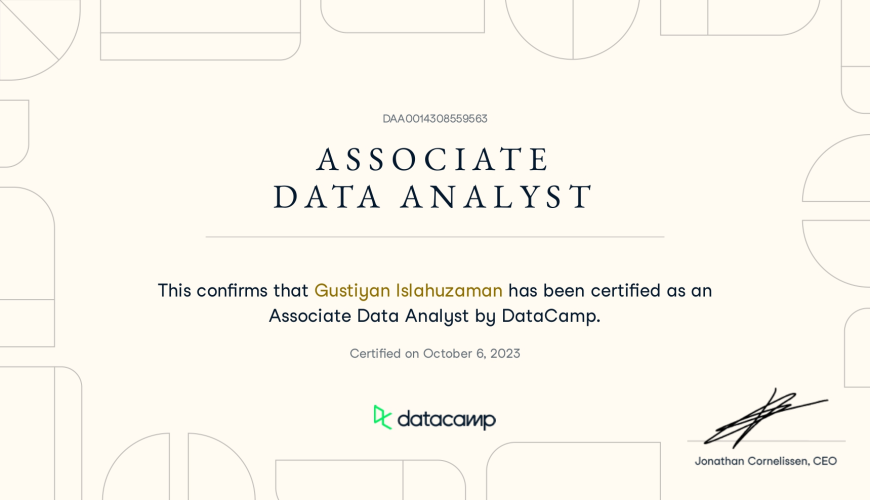 DAA0014308559563
ASSOCIATE
DATA ANALYST
This confirms that Gustiyan Islahuzaman has been certified as an
Associate Data Analyst by DataCamp.
Certified on October 6, 2023
datacamp
Jonathan Cornelissen, CEO